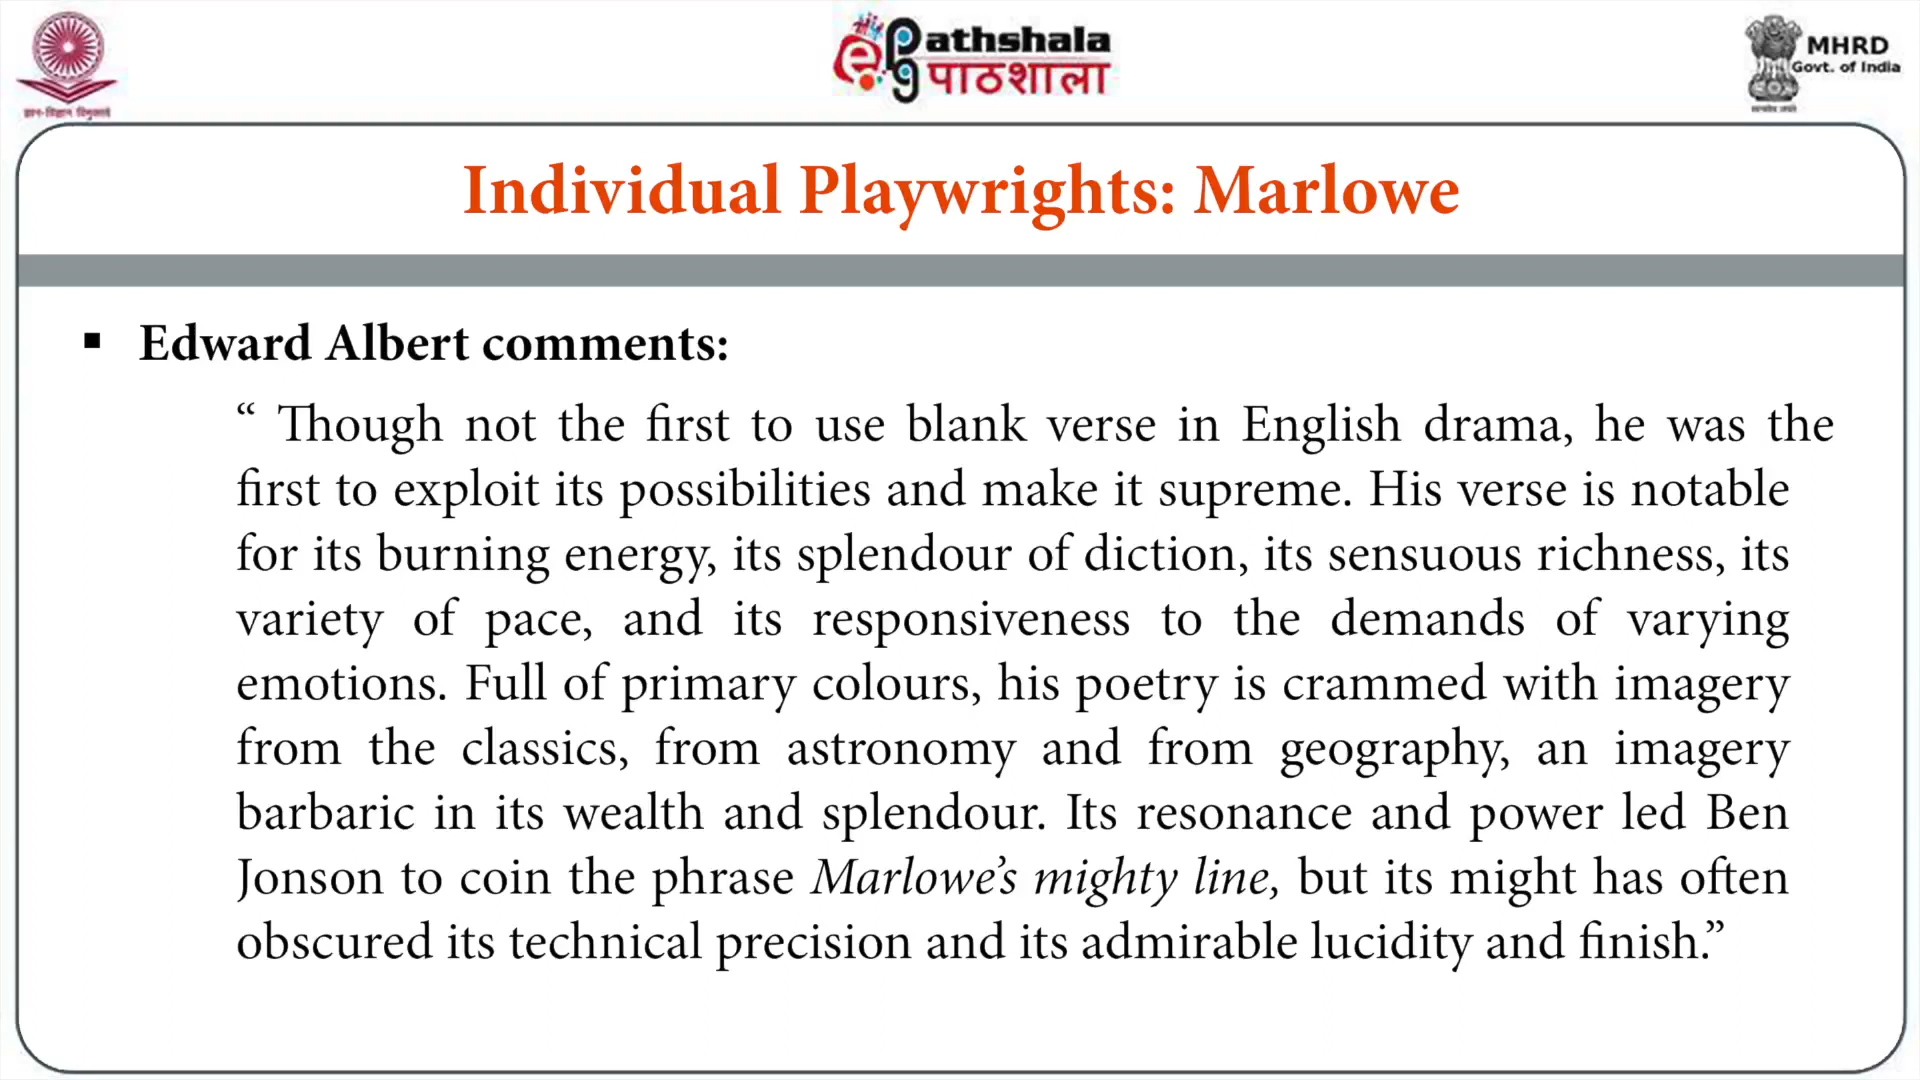 ज्ञान-विज्ञान विमुक्तये
athshala
पाठशाला
MHRD
Govt. of India
सत्यमेव जयते
Individual Playwrights: Marlowe
▪ Edward Albert comments:
“ Though not the first to use blank verse in English drama, he was the
first to exploit its possibilities and make it supreme. His verse is notable
for its burning energy, its splendour of diction, its sensuous richness, its
variety of pace, and its responsiveness to the demands of varying
emotions. Full of primary colours, his poetry is crammed with imagery
from the classics, from astronomy and from geography, an imagery
barbaric in its wealth and splendour. Its resonance and power led Ben
Jonson to coin the phrase Marlowe’s mighty line, but its might has often
obscured its technical precision and its admirable lucidity and finish.”